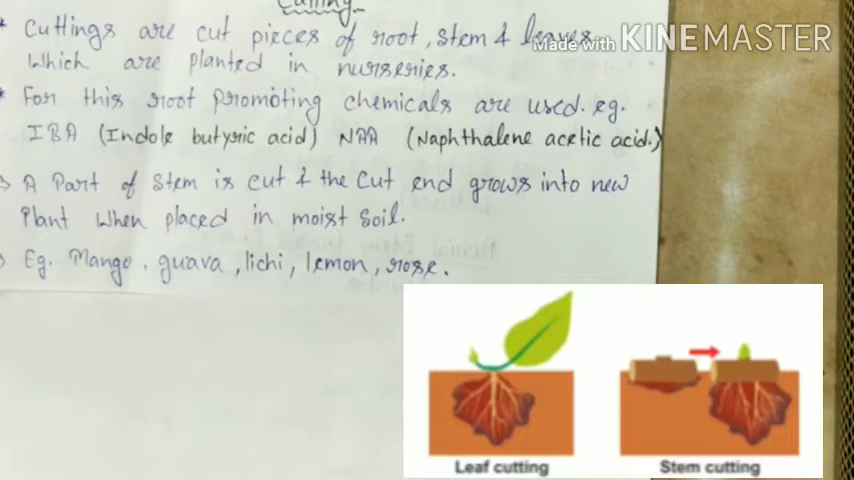 Cutting
* Cuttings are cut pieces of root, stem & leaves
Made with KINEMASTER
which are planted in nurseries.
* For this root promoting chemicals are used. eg.
IBA (Indole butyric acid) NAA (Naphthalene acetic acid.)
A Part of stem is cut & the cut end grows into new
Plant when placed in moist soil.
Eg. Mango, guava, lichi, lemon, rose.
Leaf cutting
Stem cutting